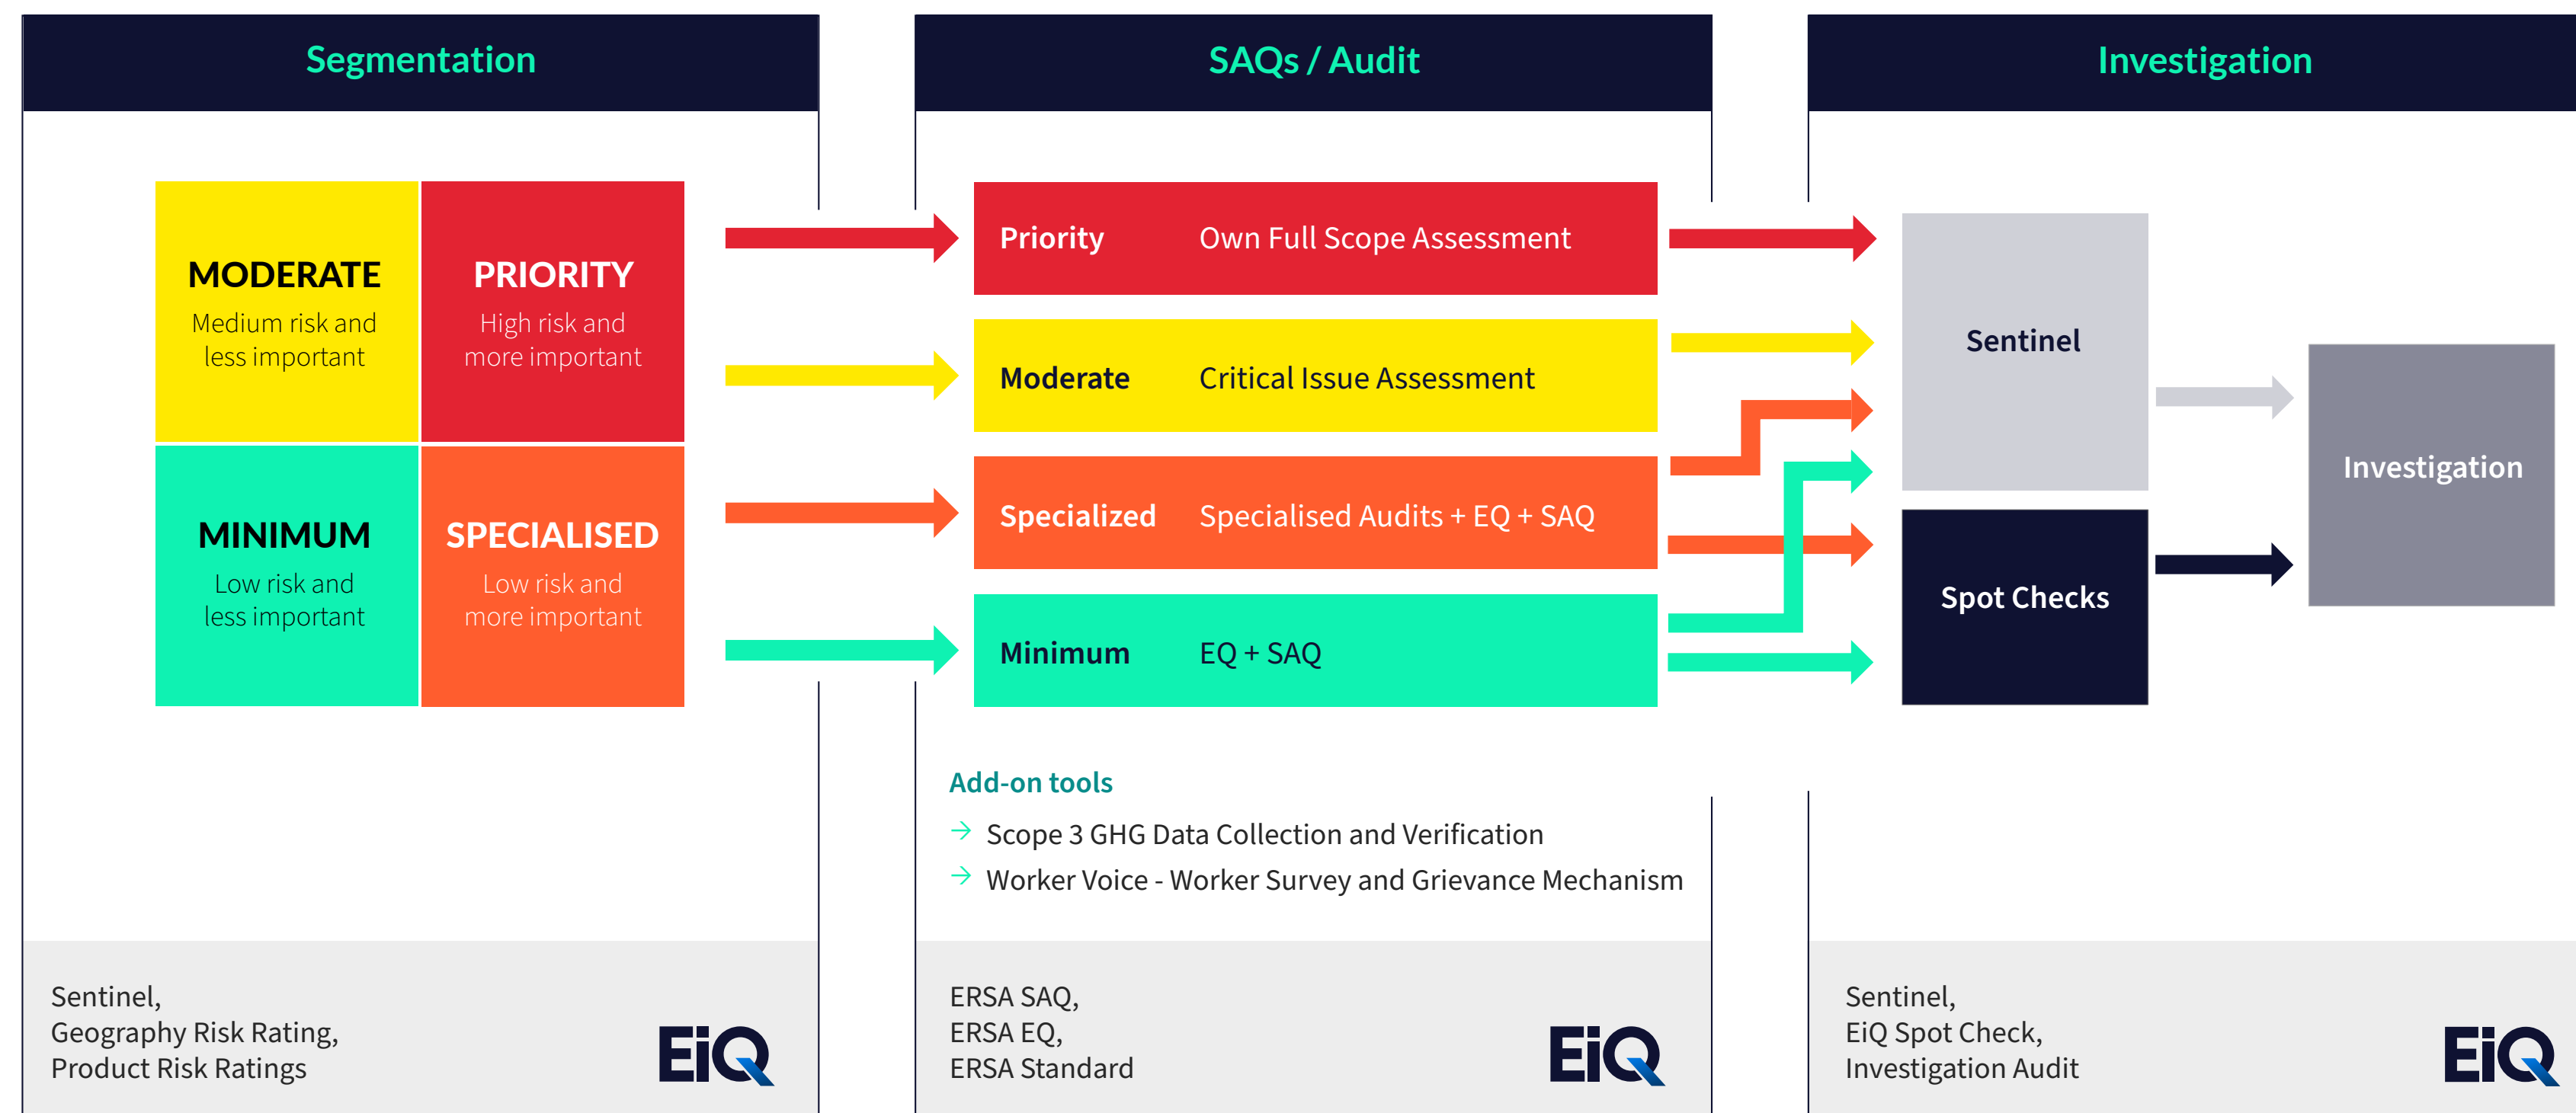 Segmentation
MODERATE
Medium risk and
less important
PRIORITY
High risk and
more important
MINIMUM
Low risk and
less important
SPECIALISED
Low risk and
more important
Sentinel,
Geography Risk Rating,
Product Risk Ratings
EiQ
SAQs / Audit
Priority Own Full Scope Assessment
Moderate Critical Issue Assessment
Specialized Specialised Audits + EQ + SAQ
Minimum EQ + SAQ
Add-on tools
→ Scope 3 GHG Data Collection and Verification
→ Worker Voice - Worker Survey and Grievance Mechanism
ERSA SAQ,
ERSA EQ,
ERSA Standard
EiQ
Investigation
Sentinel
Spot Checks
Investigation
Sentinel,
EiQ Spot Check,
Investigation Audit
EiQ